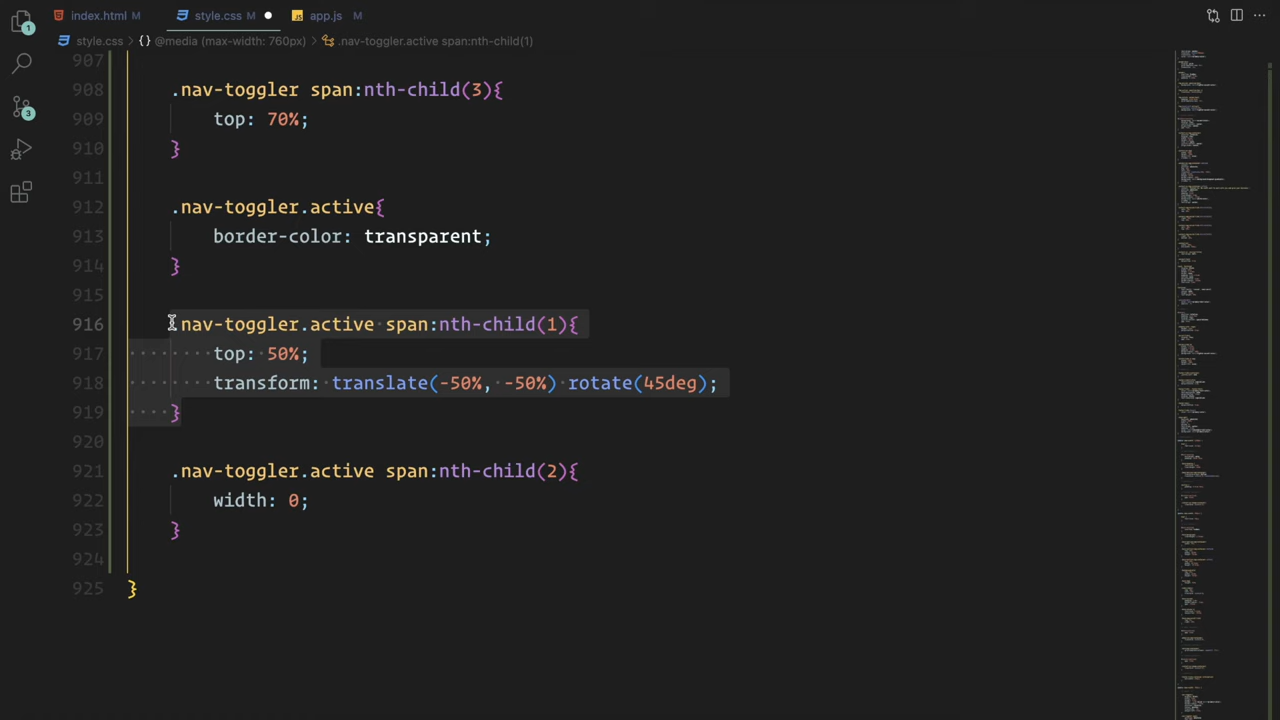 index.html M
style.css M
app.js M
style.css {} @media (max-width: 760px) .nav-toggler.active span:nth-child(1)
907
908 .nav-toggler span:nth-child(3){
909 top: 70%;
910 }
911
912 .nav-toggler.active{
913 border-color: transparent;
914 }
915
916 .nav-toggler.active span:nth-child(1){
917 top: 50%;
918 transform: translate(-50%, -50%) rotate(45deg);
919 }
920
921 .nav-toggler.active span:nth-child(2){
922 width: 0;
923 }
924
925 }
1
3